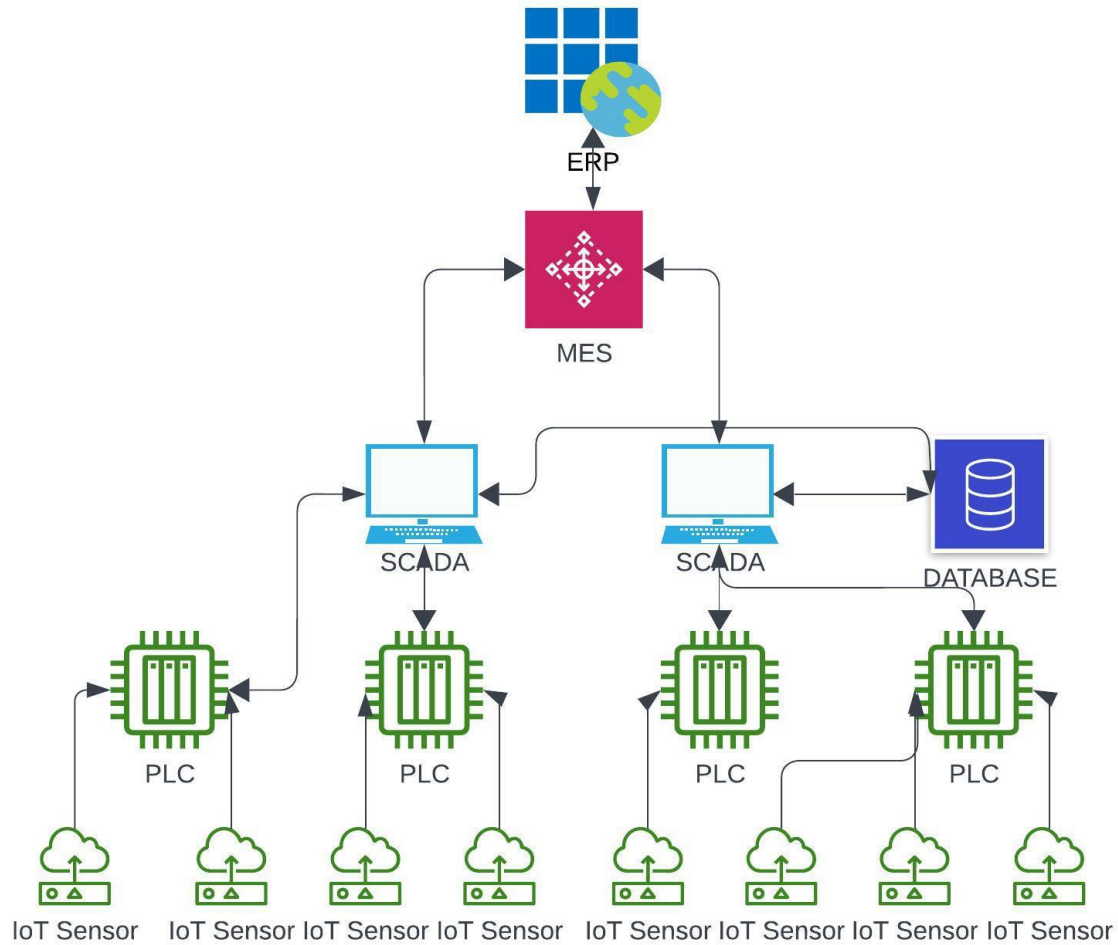 ERP
MES
SCADA
SCADA
DATABASE
PLC
PLC
PLC
PLC
IoT Sensor
IoT Sensor
IoT Sensor
IoT Sensor
IoT Sensor
IoT Sensor
IoT Sensor
IoT Sensor